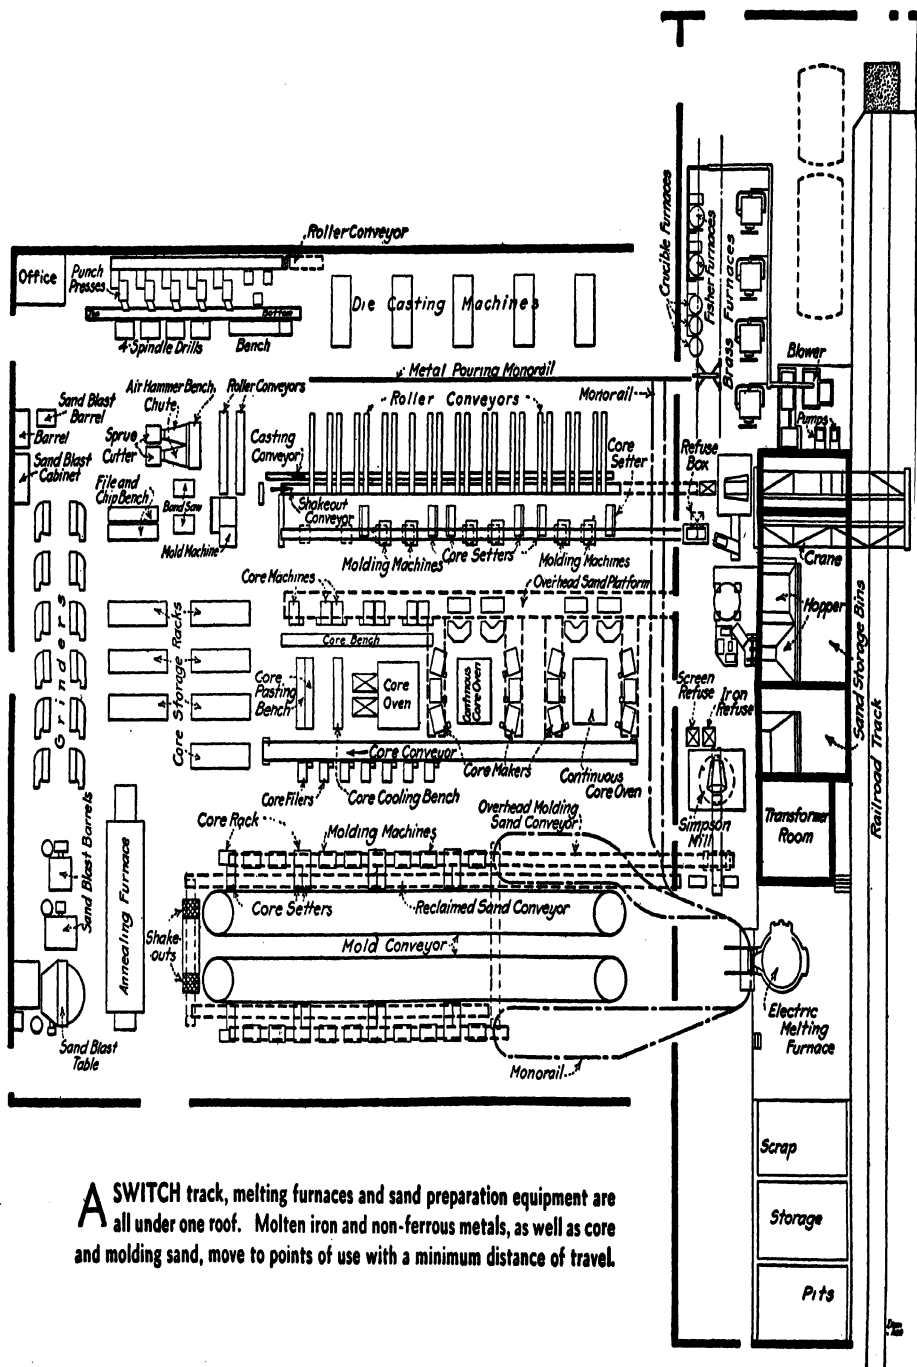 Roller Conveyor
Office
Punch
Presses
Bottom
4-Spindle Drills
Bench
Die Casting Machines
Crucible Furnaces
Fisher Furnaces
Brass Furnaces
Blower
Pumps
Metal Pouring Monorail
Monorail
Sand Blast
Barrel
Barrel
Sand Blast
Cabinet
Air Hammer Bench
Chute
Sprue
Cutter
Roller Conveyors
File and
Chip Bench
Band Saw
Mold Machine
Casting
Conveyor
Roller Conveyors
Shakeout
Conveyor
Core
Setter
Refuse
Box
Molding Machines
Core Setters
Molding Machines
Crane
Hopper
Sand Storage Bins
Railroad Track
Grinders
Core Storage Racks
Core Machines
Overhead Sand Platform
Core Bench
Core
Pasting
Bench
Core
Oven
Continuous
Core Oven
Screen
Refuse
Iron
Refuse
Core Conveyor
Core Makers
Continuous
Core Oven
Core Filers
Core Cooling Bench
Simpson
Mill
Transformer
Room
Sand Blast Barrels
Annealing Furnace
Core Rack
Molding Machines
Overhead Molding
Sand Conveyor
Core Setters
Reclaimed Sand Conveyor
Shake-
outs
Mold Conveyor
Electric
Melting
Furnace
Sand Blast
Table
Monorail
Scrap
Storage
Pits
A SWITCH track, melting furnaces and sand preparation equipment are
all under one roof. Molten iron and non-ferrous metals, as well as core
and molding sand, move to points of use with a minimum distance of travel.